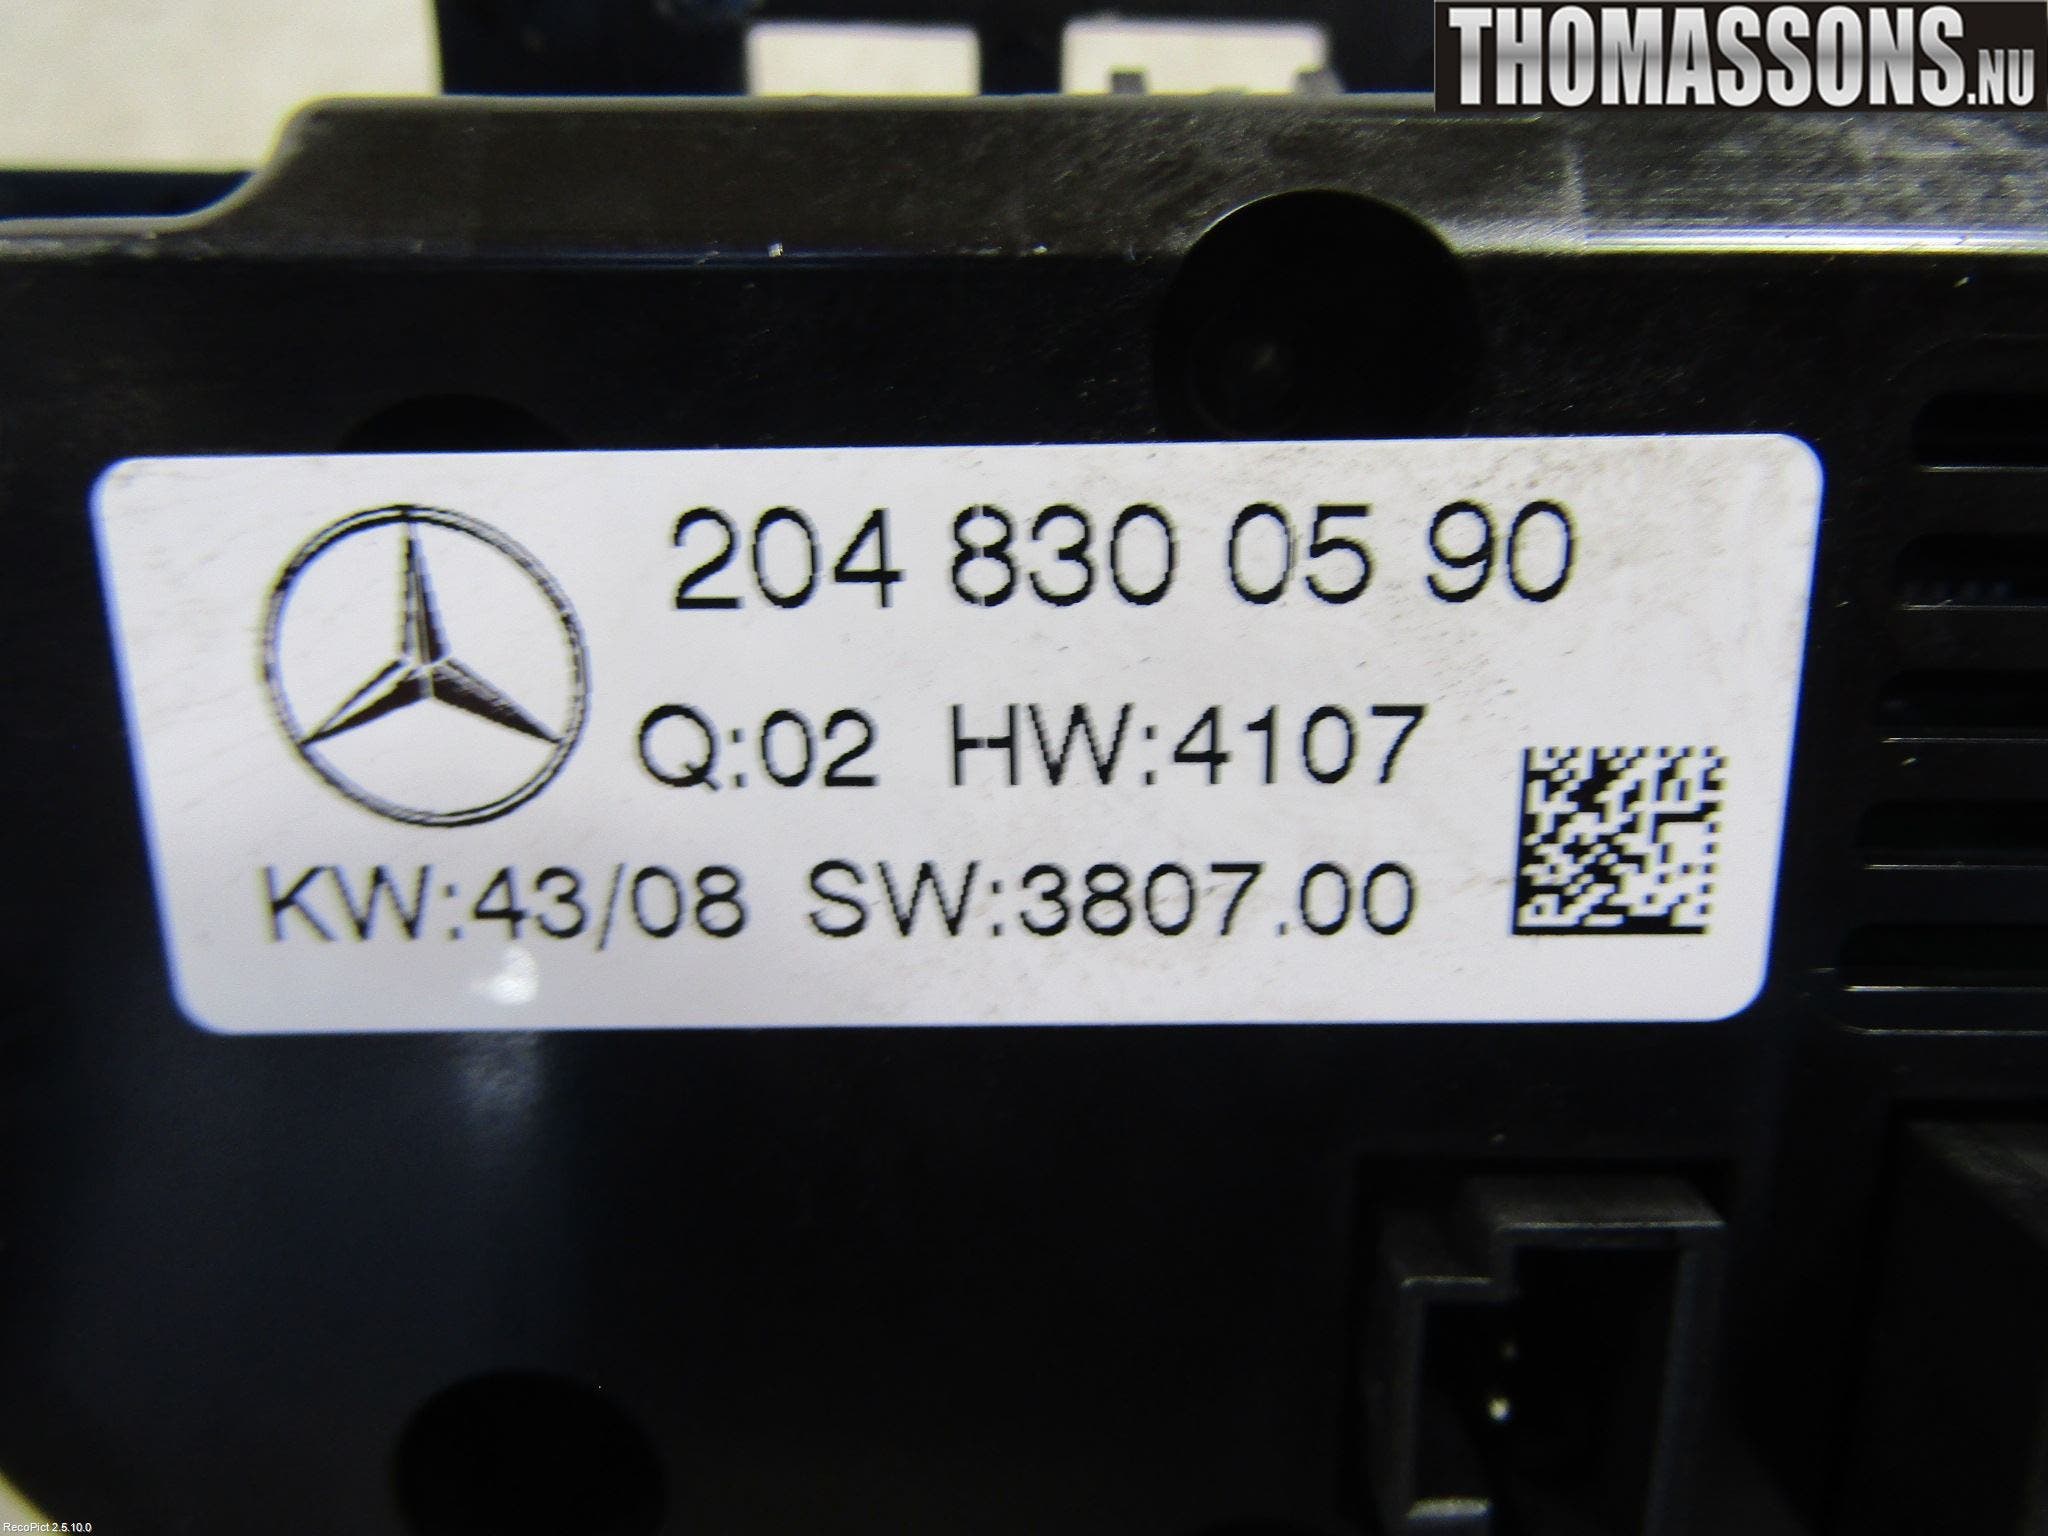 THOMASSONS.NU
204 830 05 90
Q:02 HW:4107
KW:43/08 SW:3807.00
RecoPict 2.5.10.0